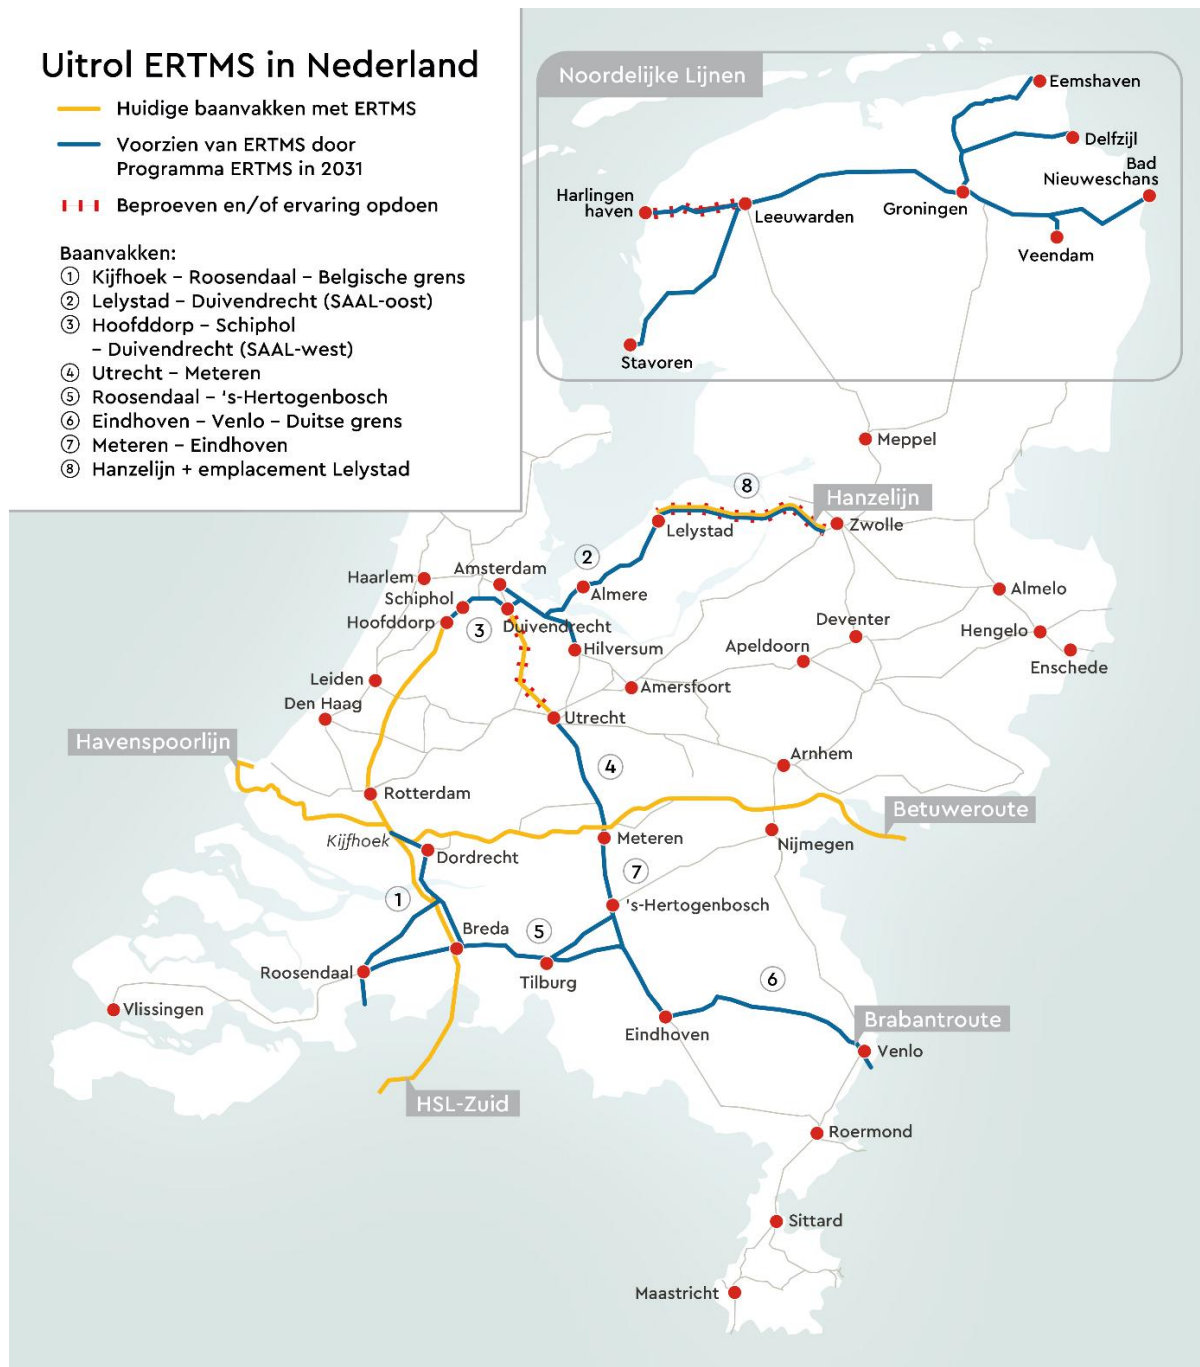 Uitrol ERTMS in Nederland
Huidige baanvakken met ERTMS
Voorzien van ERTMS door
Programma ERTMS in 2031
Beproeven en/of ervaring opdoen
Baanvakken:
1 Kijfhoek – Roosendaal – Belgische grens
2 Lelystad – Duivendrecht (SAAL-oost)
3 Hoofddorp – Schiphol
– Duivendrecht (SAAL-west)
4 Utrecht – Meteren
5 Roosendaal – 's-Hertogenbosch
6 Eindhoven – Venlo – Duitse grens
7 Meteren – Eindhoven
8 Hanzelijn + emplacement Lelystad
Noordelijke Lijnen
Eemshaven
Delfzijl
Bad
Nieuweschans
Harlingen
haven
Leeuwarden
Groningen
Veendam
Stavoren
Meppel
8
Hanzelijn
Lelystad
Zwolle
2
Amsterdam
Haarlem
Almere
Almelo
Schiphol
Hoofddorp
3
Duivendrecht
Deventer
Hengelo
Hilversum
Apeldoorn
Enschede
Leiden
Amersfoort
Den Haag
Utrecht
Havenspoorlijn
Arnhem
4
Rotterdam
Betuweroute
Kijfhoek
Meteren
Nijmegen
Dordrecht
7
1
's-Hertogenbosch
Breda
5
Roosendaal
Tilburg
6
Vlissingen
Brabantroute
Eindhoven
Venlo
HSL-Zuid
Roermond
Sittard
Maastricht